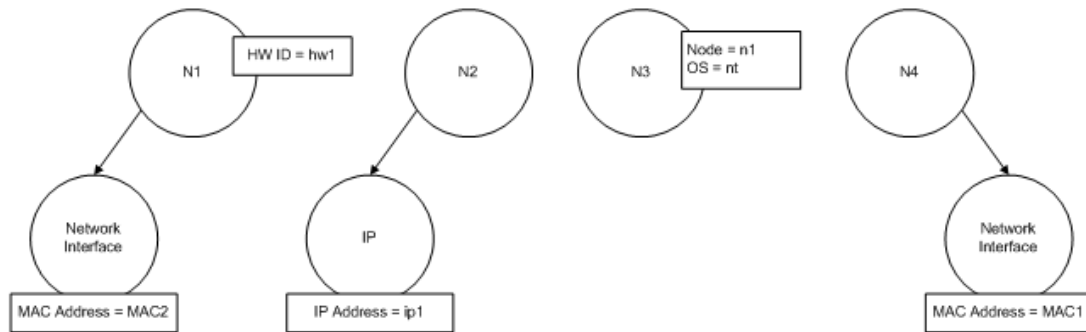 N1
HW ID = hw1
N2
N3
Node = n1
OS = nt
N4
Network
Interface
MAC Address = MAC2
IP
IP Address = ip1
Network
Interface
MAC Address = MAC1